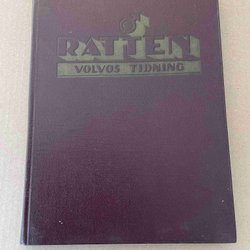 RATTEN
VOLVOS TIDNING